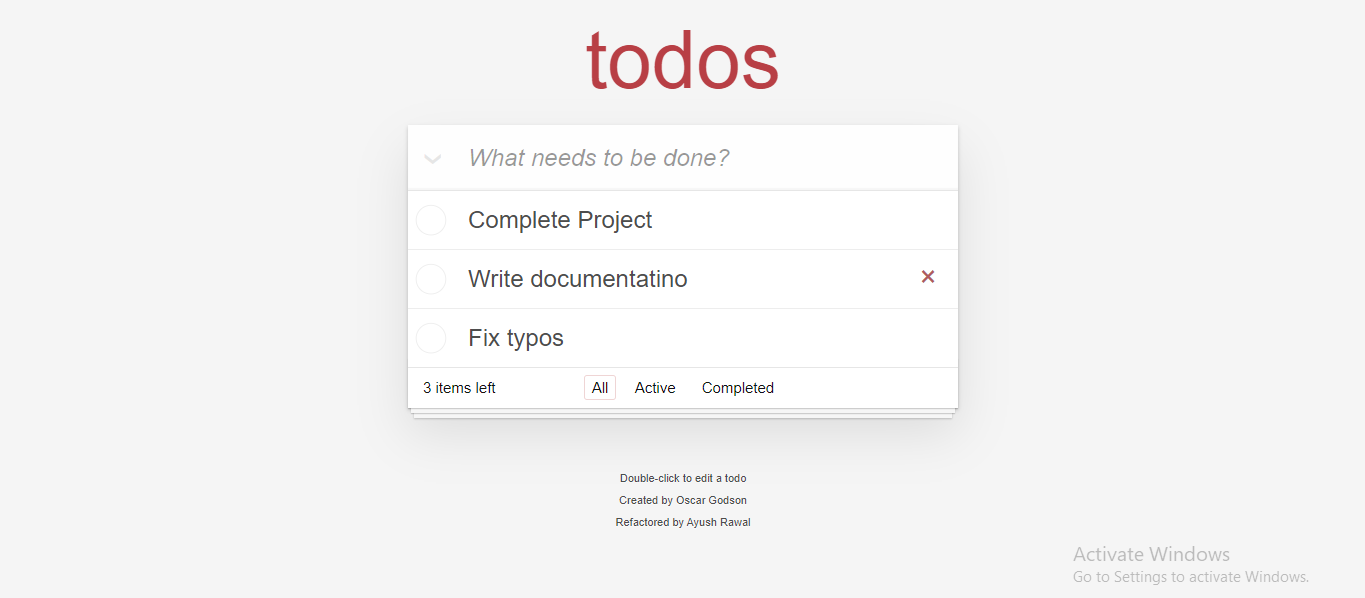 todos
What needs to be done?
Complete Project
Write documentatino
Fix typos
3 items left All Active Completed
Double-click to edit a todo
Created by Oscar Godson
Refactored by Ayush Rawal
Activate Windows
Go to Settings to activate Windows.